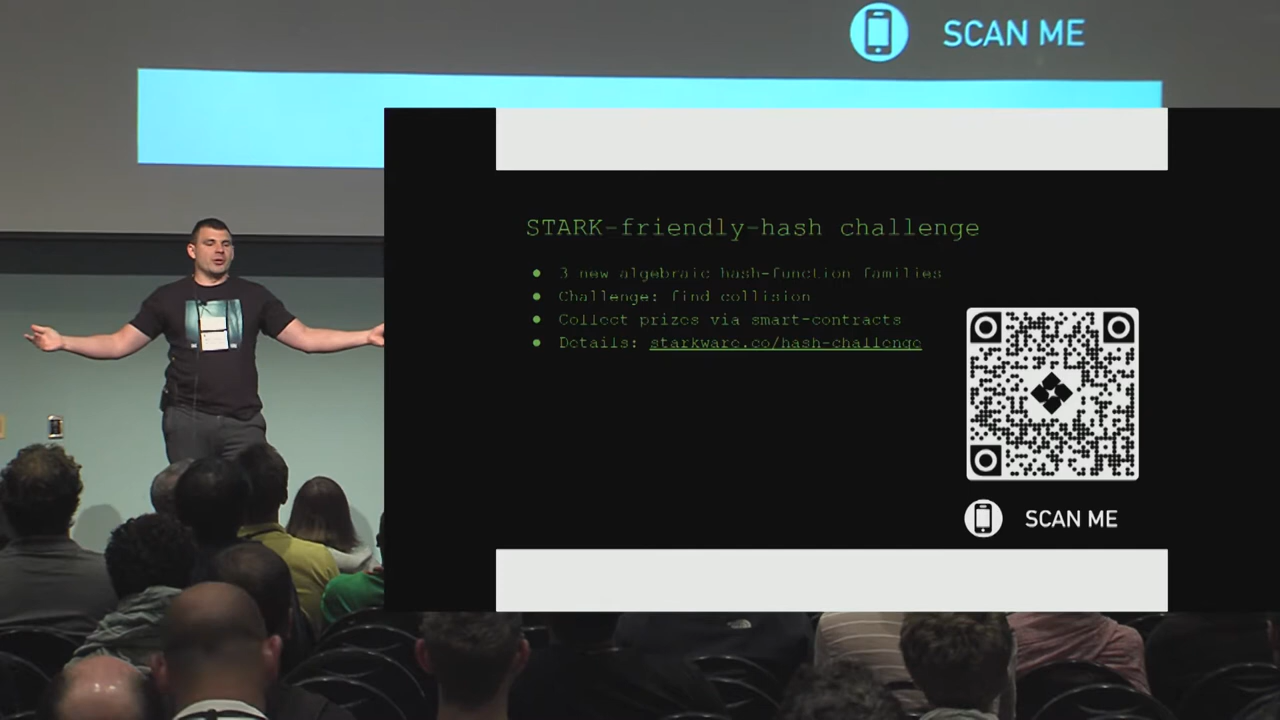 SCAN ME
STARK-friendly-hash challenge
3 new algebraic hash-function families
Challenge: find collision
Collect prizes via smart-contracts
Details: starkware.co/hash-challenge
SCAN ME